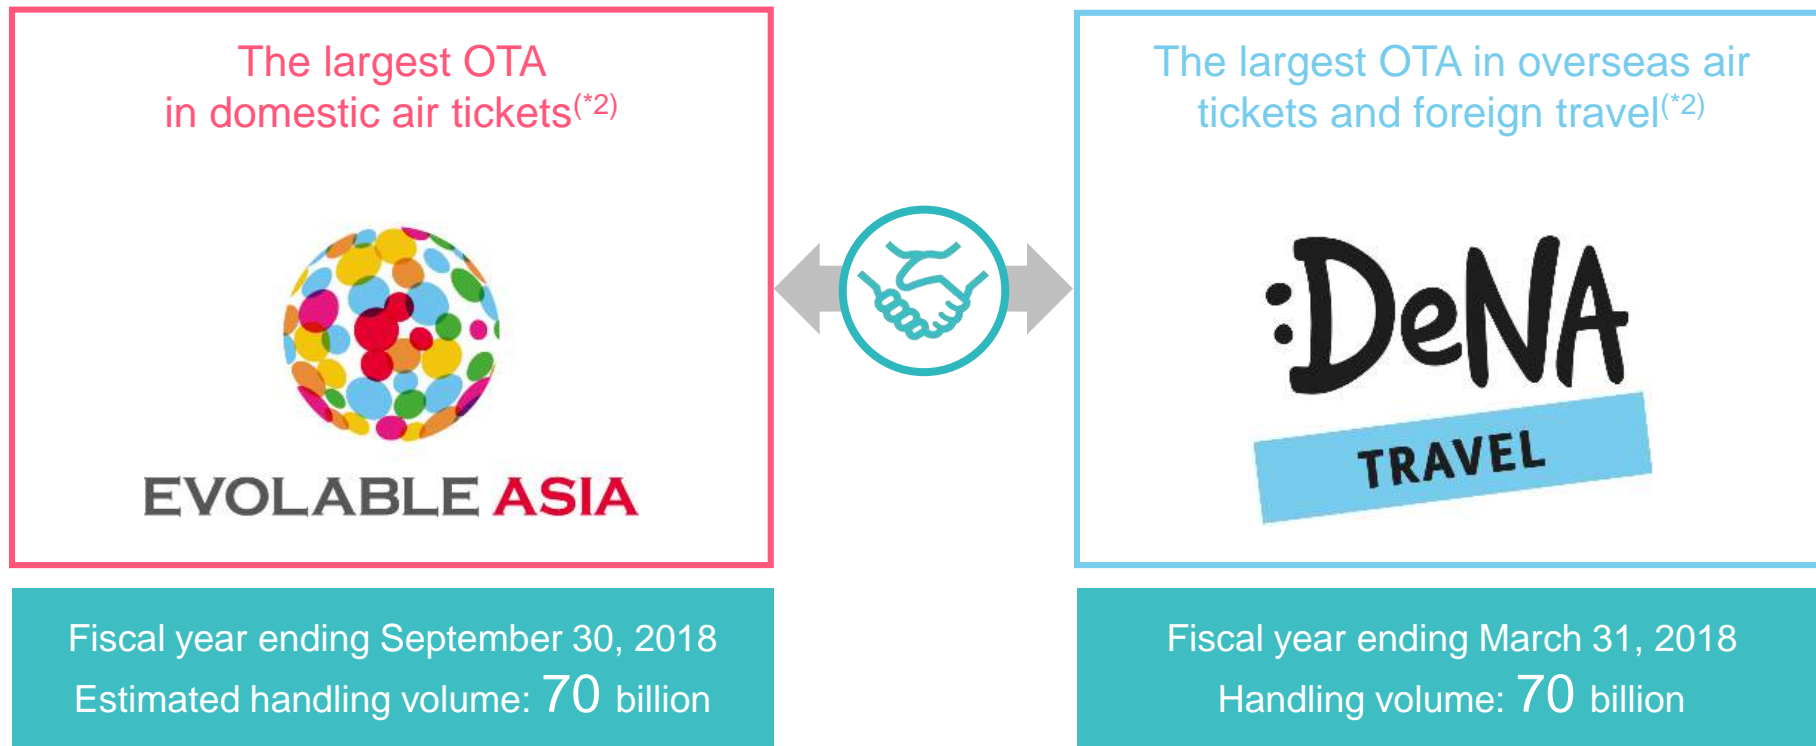 The largest OTA
in domestic air tickets(*2)
EVOLABLE ASIA
Fiscal year ending September 30, 2018
Estimated handling volume: 70 billion
The largest OTA in overseas air
tickets and foreign travel(*2)
:DeNA
TRAVEL
Fiscal year ending March 31, 2018
Handling volume: 70 billion